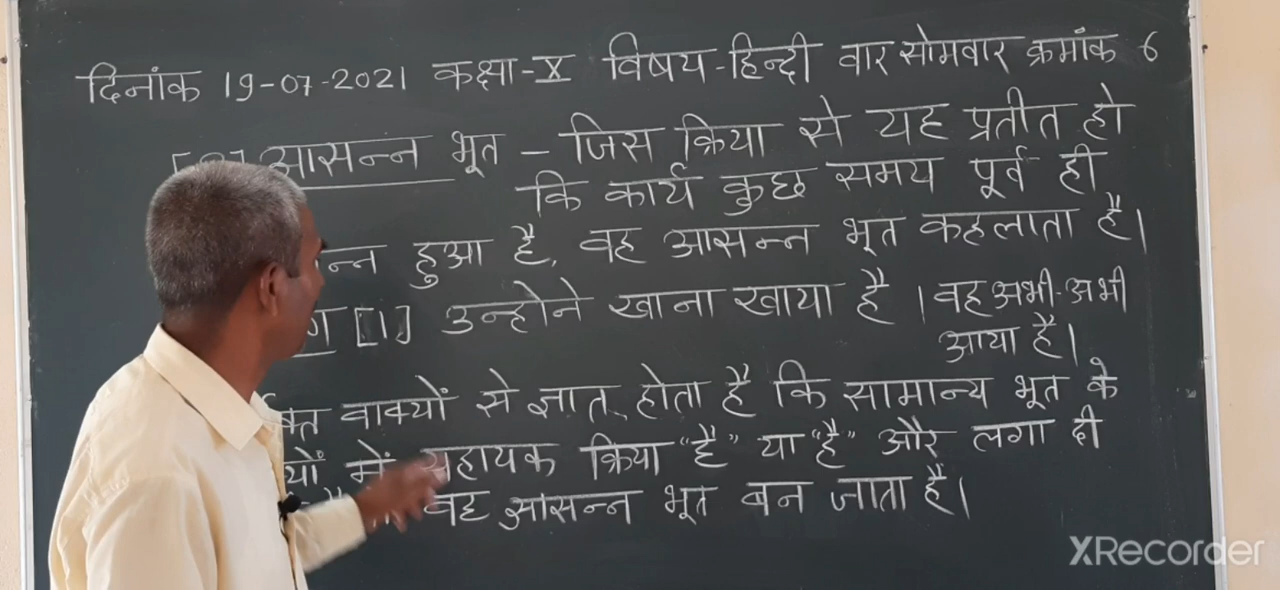 दिनांक 19-07-2021 कक्षा-X विषय-हिन्दी वार सोमवार क्रमांक 6
आसन्न भूत – जिस क्रिया से यह प्रतीत हो
कि कार्य कुछ समय पूर्व ही
हुआ है, वह आसन्न भूत कहलाता है।
[1] उन्होने खाना खाया है । वह अभी-अभी
आया है।
वाक्यों से ज्ञात होता है कि सामान्य भूत के
में सहायक क्रिया "है" या "हैं" और लगा दी
वह आसन्न भूत बन जाता है।
XRecorder